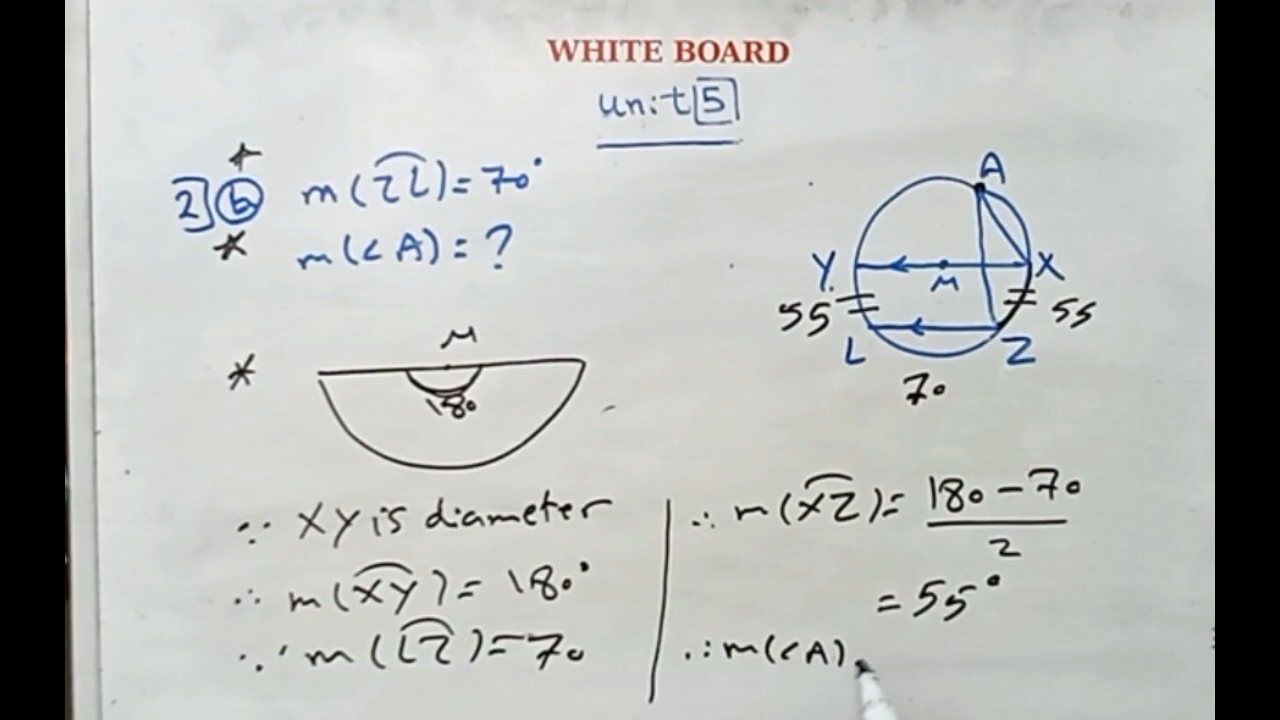 WHITE BOARD
unit 5
2] b m(ZL) = 70°
m(<A) = ?
A
Y M X
55 55
L Z
70
M
180
∵ XY is diameter
∴ m(XY) = 180°
∵ m(LZ) = 70
∴ m(XZ) = 180 - 70
2
= 55°
∴ m(<A)